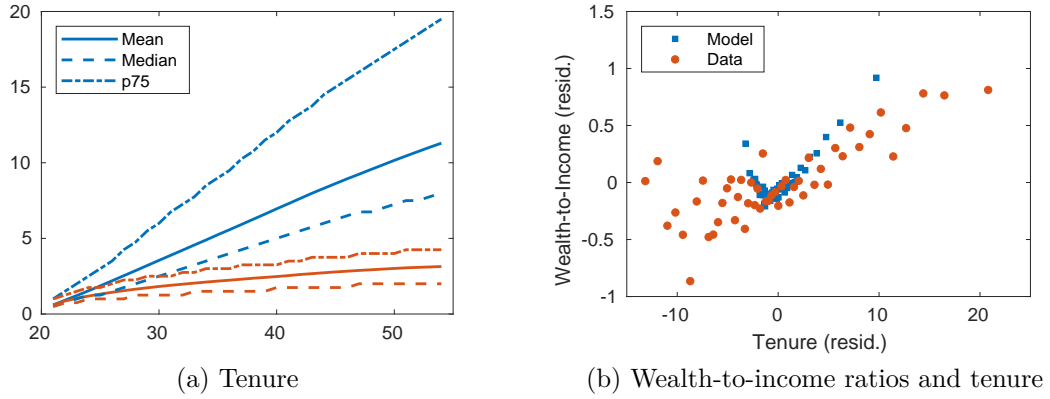 20
15
10
5
0
20
30
40
50
Mean
Median
p75
(a) Tenure
1.5
1
0.5
0
-0.5
-1
-10
0
10
20
Wealth-to-Income (resid.)
Tenure (resid.)
Model
Data
(b) Wealth-to-income ratios and tenure